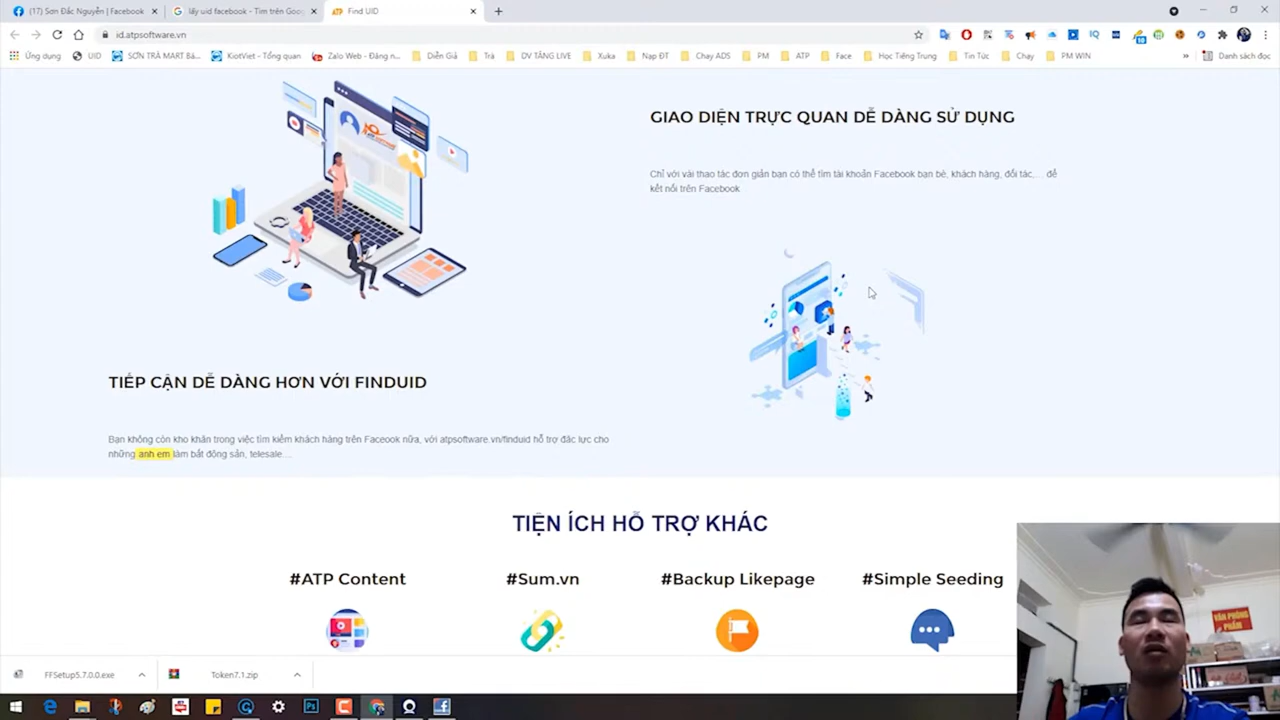 (17) Sơn Đắc Nguyễn | Facebook
lấy uid facebook - Tìm trên Goog
Find UID
id.atpsoftware.vn
Ứng dụng
UID
SƠN TRÀ MART Bá...
KiotViet - Tổng quan
Zalo Web - Đăng n...
Diễn Giả
Trà
DV TĂNG LIVE
Xuka
Nạp ĐT
Chạy ADS
PM
ATP
Face
Học Tiếng Trung
Tin Tức
Chạy
PM WIN
»
Danh sách đọc
GIAO DIỆN TRỰC QUAN DỄ DÀNG SỬ DỤNG
Chỉ với vài thao tác đơn giản bạn có thể tìm tài khoản Facebook bạn bè, khách hàng, đối tác,… để
kết nối trên Facebook
TIẾP CẬN DỄ DÀNG HƠN VỚI FINDUID
Bạn không còn khó khăn trong việc tìm kiếm khách hàng trên Faceook nữa, với atpsoftware.vn/finduid hỗ trợ đắc lực cho
những anh em làm bất động sản, telesale…
TIỆN ÍCH HỖ TRỢ KHÁC
#ATP Content
#Sum.vn
#Backup Likepage
#Simple Seeding
VĂN PHÒNG
PHẨM
FFSetup5.7.0.0.exe
Token7.1.zip